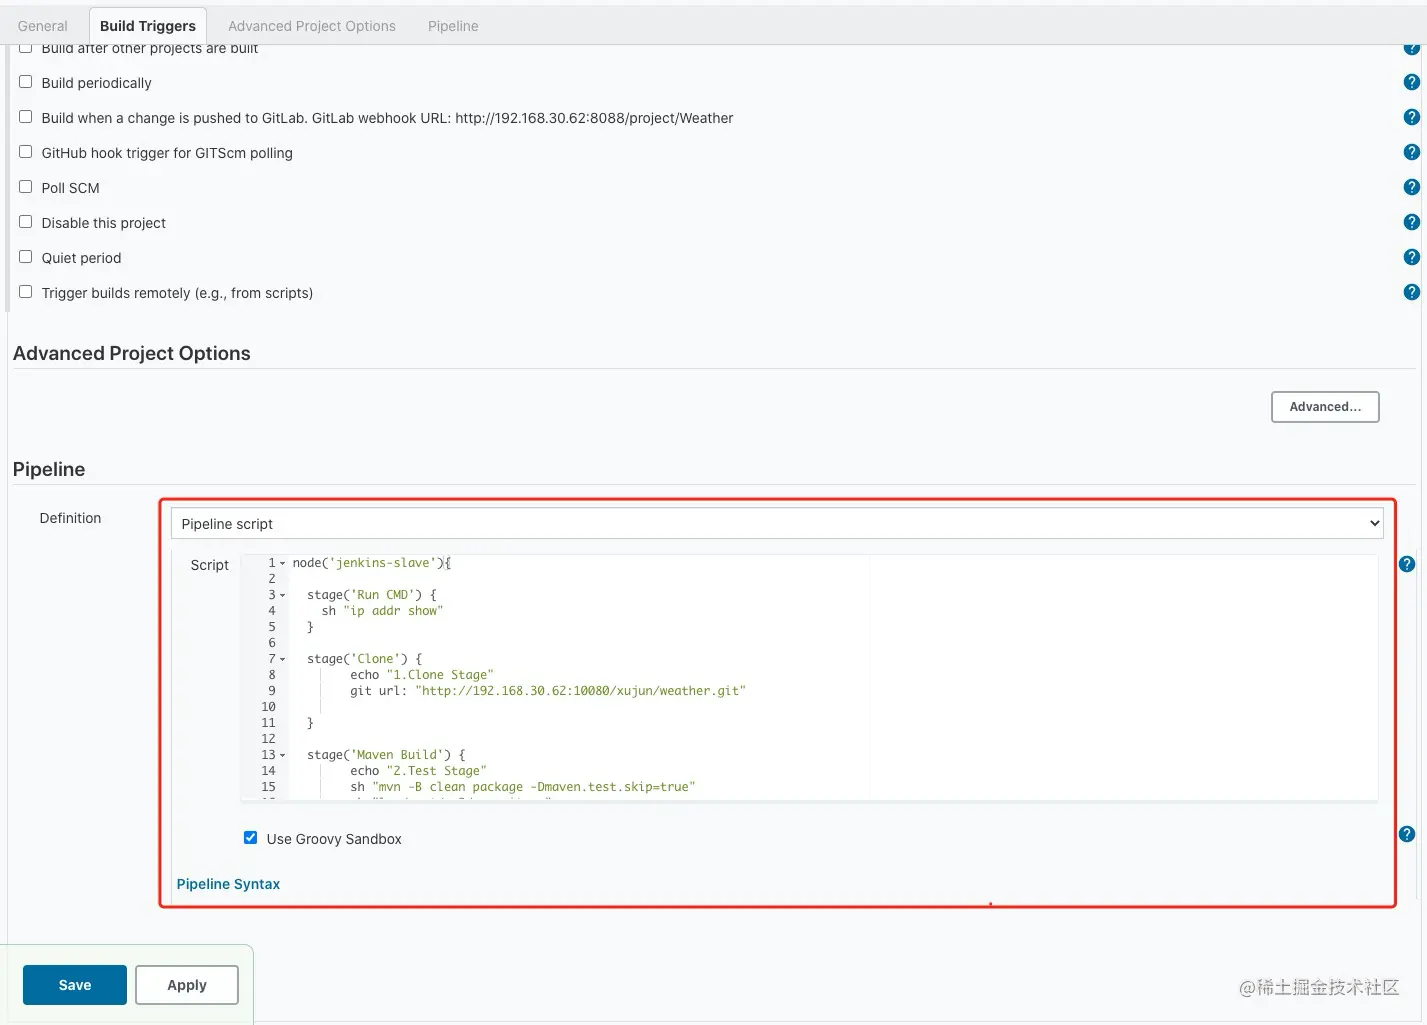 General Build Triggers Advanced Project Options Pipeline
Build after other projects are built
Build periodically
Build when a change is pushed to GitLab. GitLab webhook URL: http://192.168.30.62:8088/project/Weather
GitHub hook trigger for GITScm polling
Poll SCM
Disable this project
Quiet period
Trigger builds remotely (e.g., from scripts)
Advanced Project Options
Advanced...
Pipeline
Definition
Pipeline script
Script
1 node('jenkins-slave'){
2
3 stage('Run CMD') {
4 sh "ip addr show"
5 }
6
7 stage('Clone') {
8 echo "1.Clone Stage"
9 git url: "http://192.168.30.62:10080/xujun/weather.git"
10
11 }
12
13 stage('Maven Build') {
14 echo "2.Test Stage"
15 sh "mvn -B clean package -Dmaven.test.skip=true"
Use Groovy Sandbox
Pipeline Syntax
Save Apply
@稀土掘金技术社区